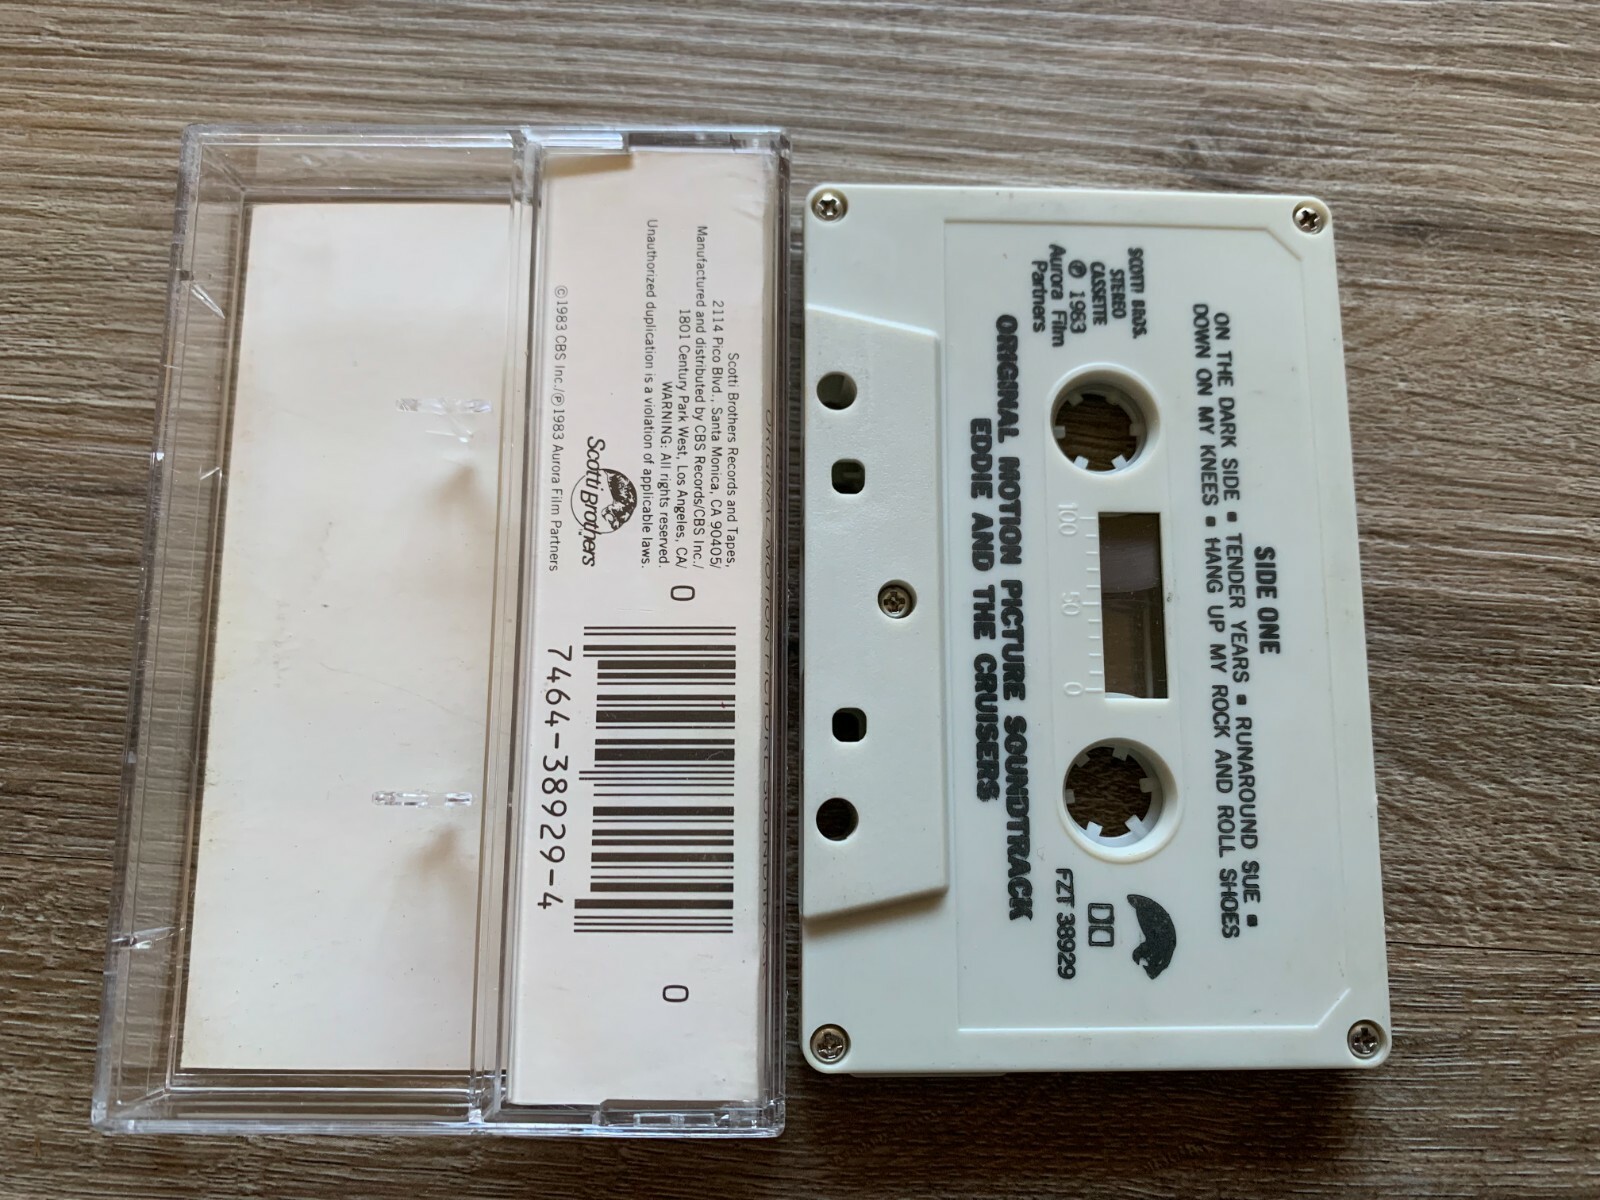 Scotti Brothers Records and Tapes,
2114 Pico Blvd., Santa Monica, CA 90405/
Manufactured and distributed by CBS Records/CBS Inc./
1801 Century Park West, Los Angeles, CA/
WARNING: All rights reserved.
Unauthorized duplication is a violation of applicable laws.
Scotti Brothers
© 1983 CBS Inc./℗ 1983 Aurora Film Partners
0
7464-38929-4
0
ORIGINAL MOTION PICTURE SOUNDTRACK
SIDE ONE
ON THE DARK SIDE ▪ TENDER YEARS ▪ RUNAROUND SUE ▪
DOWN ON MY KNEES ▪ HANG UP MY ROCK AND ROLL SHOES
SCOTTI BROS.
STEREO
CASSETTE
℗ 1983
Aurora Film
Partners
100 50 0
FZT 38929
ORIGINAL MOTION PICTURE SOUNDTRACK
EDDIE AND THE CRUISERS